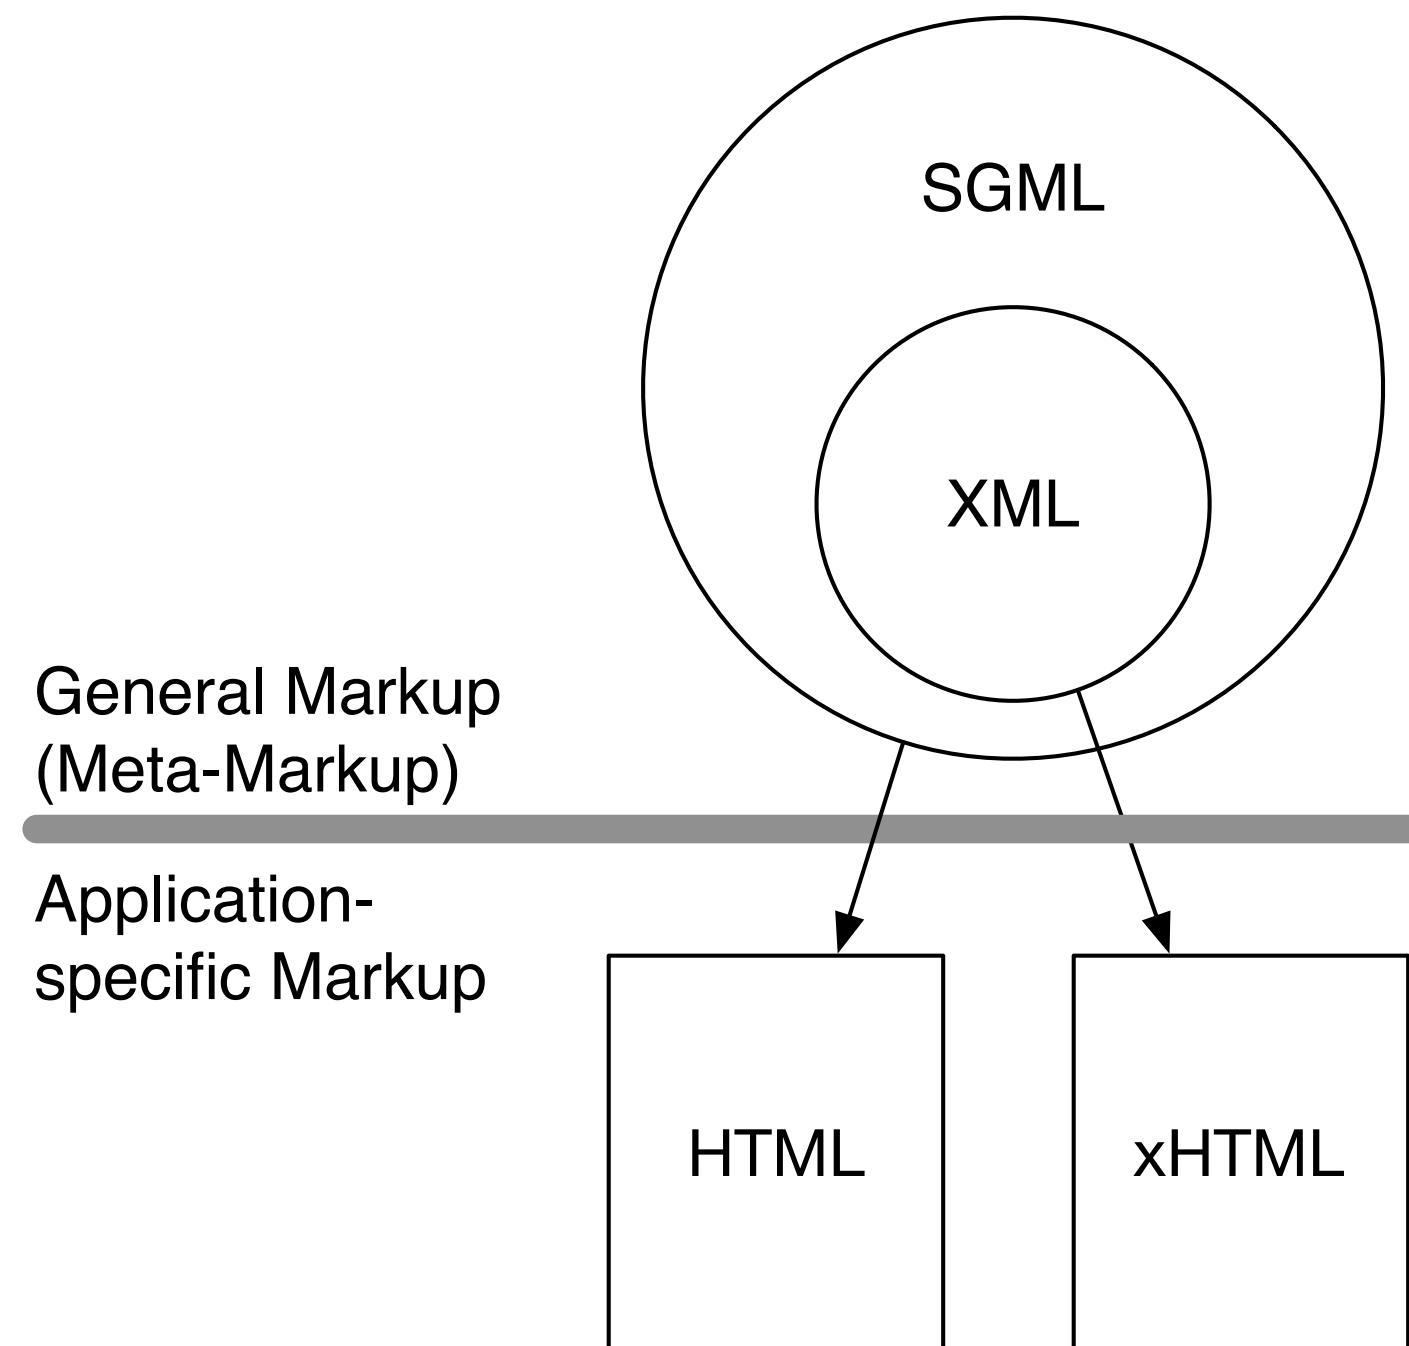 SGML
XML
General Markup
(Meta-Markup)
Application-
specific Markup
HTML
xHTML